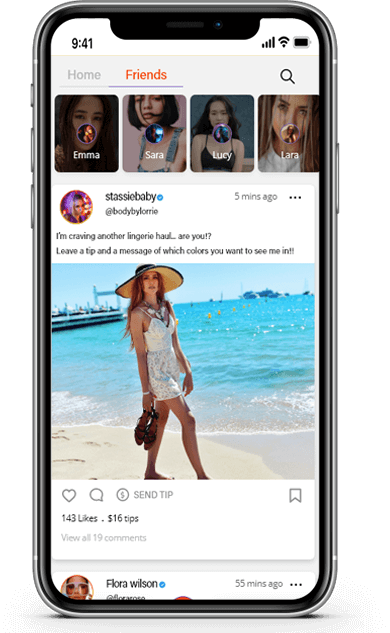 9:41
Home Friends
Emma Sara Lucy Lara
stassiebaby 5 mins ago
@bodybylorrie
I'm craving another lingerie haul... are you!?
Leave a tip and a message of which colors you want to see me in!!
SEND TIP
143 Likes . $16 tips
View all 19 comments
Flora wilson 55 mins ago
@florarose